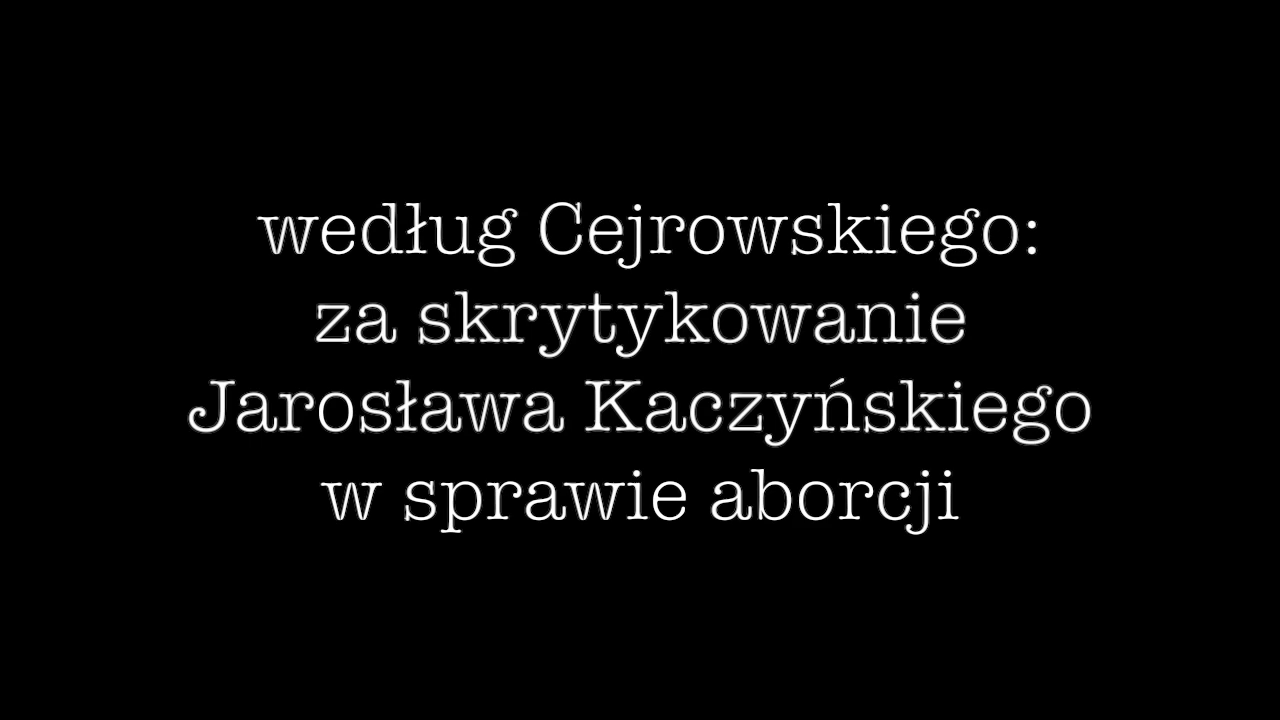 według Cejrowskiego:
za skrytykowanie
Jarosława Kaczyńskiego
w sprawie aborcji